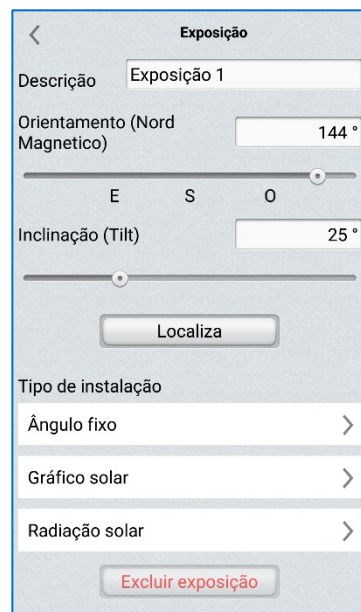 Exposição
Descrição Exposição 1
Orientamento (Nord
Magnetico) 144 °
E S O
Inclinação (Tilt) 25 °
Localiza
Tipo de instalação
Ângulo fixo
Gráfico solar
Radiação solar
Excluir exposição